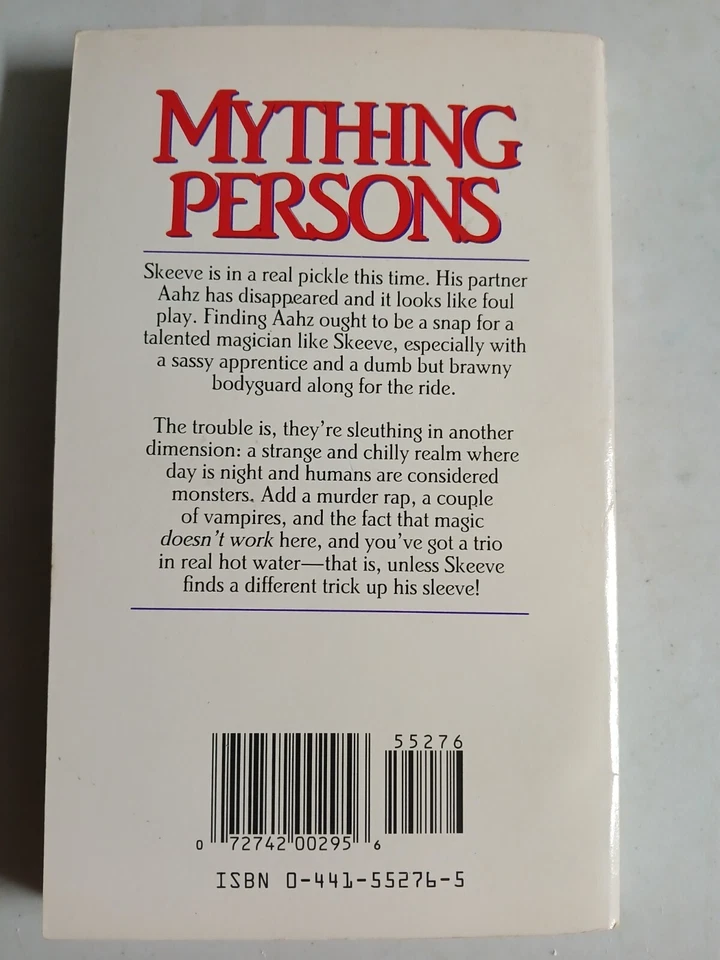 MYTH-ING
PERSONS
Skeeve is in a real pickle this time. His partner
Aahz has disappeared and it looks like foul
play. Finding Aahz ought to be a snap for a
talented magician like Skeeve, especially with
a sassy apprentice and a dumb but brawny
bodyguard along for the ride.
The trouble is, they're sleuthing in another
dimension: a strange and chilly realm where
day is night and humans are considered
monsters. Add a murder rap, a couple
of vampires, and the fact that magic
doesn't work here, and you've got a trio
in real hot water—that is, unless Skeeve
finds a different trick up his sleeve!
55276
0 72742 00295 6
ISBN 0-441-55276-5